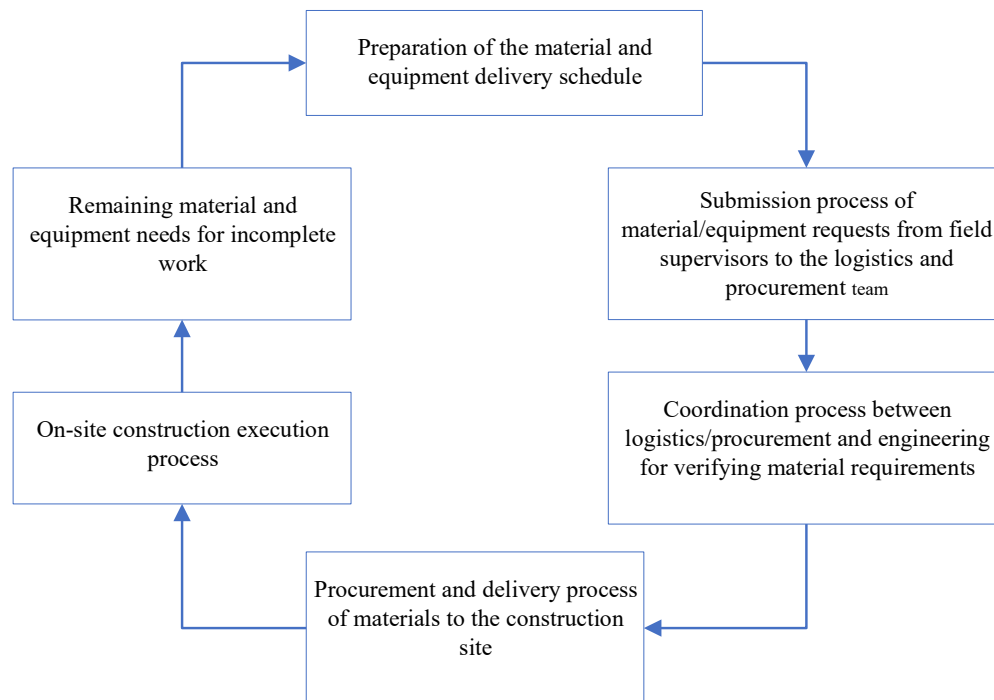 Preparation of the material and
equipment delivery schedule
Submission process of
material/equipment requests from field
supervisors to the logistics and
procurement team
Coordination process between
logistics/procurement and engineering
for verifying material requirements
Procurement and delivery process
of materials to the construction
site
On-site construction execution
process
Remaining material and
equipment needs for incomplete
work